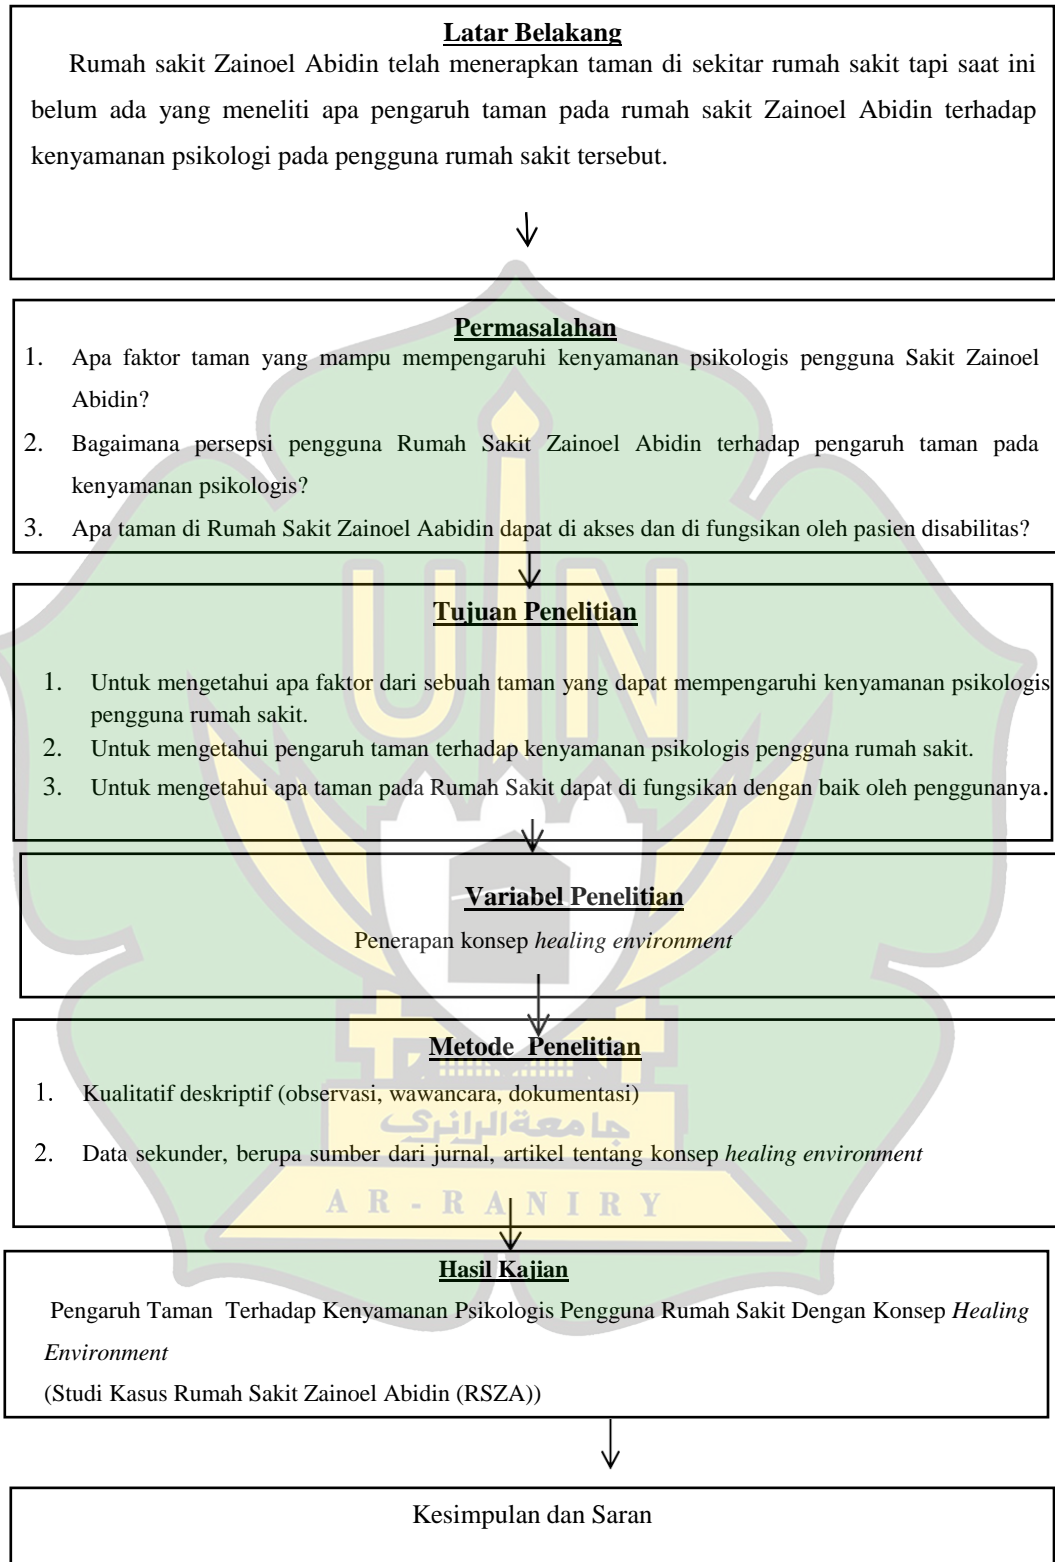 Latar Belakang
Rumah sakit Zainoel Abidin telah menerapkan taman di sekitar rumah sakit tapi saat ini
belum ada yang meneliti apa pengaruh taman pada rumah sakit Zainoel Abidin terhadap
kenyamanan psikologi pada pengguna rumah sakit tersebut.
Permasalahan
1. Apa faktor taman yang mampu mempengaruhi kenyamanan psikologis pengguna Sakit Zainoel
Abidin?
2. Bagaimana persepsi pengguna Rumah Sakit Zainoel Abidin terhadap pengaruh taman pada
kenyamanan psikologis?
3. Apa taman di Rumah Sakit Zainoel Aabidin dapat di akses dan di fungsikan oleh pasien disabilitas?
UIN
Tujuan Penelitian
1. Untuk mengetahui apa faktor dari sebuah taman yang dapat mempengaruhi kenyamanan psikologis
pengguna rumah sakit.
2. Untuk mengetahui pengaruh taman terhadap kenyamanan psikologis pengguna rumah sakit.
3. Untuk mengetahui apa taman pada Rumah Sakit dapat di fungsikan dengan baik oleh penggunanya.
Variabel Penelitian
Penerapan konsep healing environment
Metode Penelitian
1. Kualitatif deskriptif (observasi, wawancara, dokumentasi)
جامعةالرانري
2. Data sekunder, berupa sumber dari jurnal, artikel tentang konsep healing environment
AR-RANIRY
Hasil Kajian
Pengaruh Taman Terhadap Kenyamanan Psikologis Pengguna Rumah Sakit Dengan Konsep Healing
Environment
(Studi Kasus Rumah Sakit Zainoel Abidin (RSZA))
Kesimpulan dan Saran